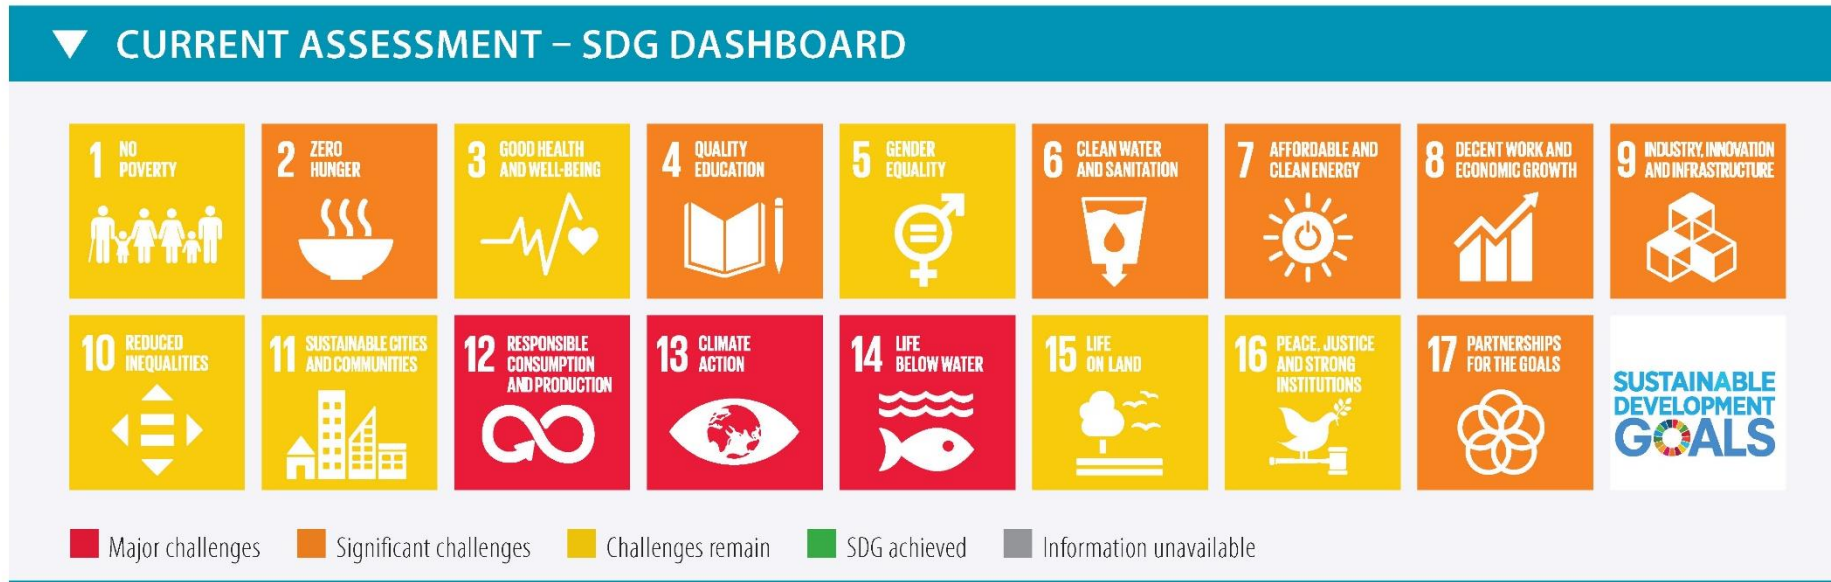 CURRENT ASSESSMENT – SDG DASHBOARD
1 NO
POVERTY
2 ZERO
HUNGER
3 GOOD HEALTH
AND WELL-BEING
4 QUALITY
EDUCATION
5 GENDER
EQUALITY
6 CLEAN WATER
AND SANITATION
7 AFFORDABLE AND
CLEAN ENERGY
8 DECENT WORK AND
ECONOMIC GROWTH
9 INDUSTRY, INNOVATION
AND INFRASTRUCTURE
10 REDUCED
INEQUALITIES
11 SUSTAINABLE CITIES
AND COMMUNITIES
12 RESPONSIBLE
CONSUMPTION
AND PRODUCTION
13 CLIMATE
ACTION
14 LIFE
BELOW WATER
15 LIFE
ON LAND
16 PEACE, JUSTICE
AND STRONG
INSTITUTIONS
17 PARTNERSHIPS
FOR THE GOALS
SUSTAINABLE
DEVELOPMENT
GOALS
Major challenges
Significant challenges
Challenges remain
SDG achieved
Information unavailable